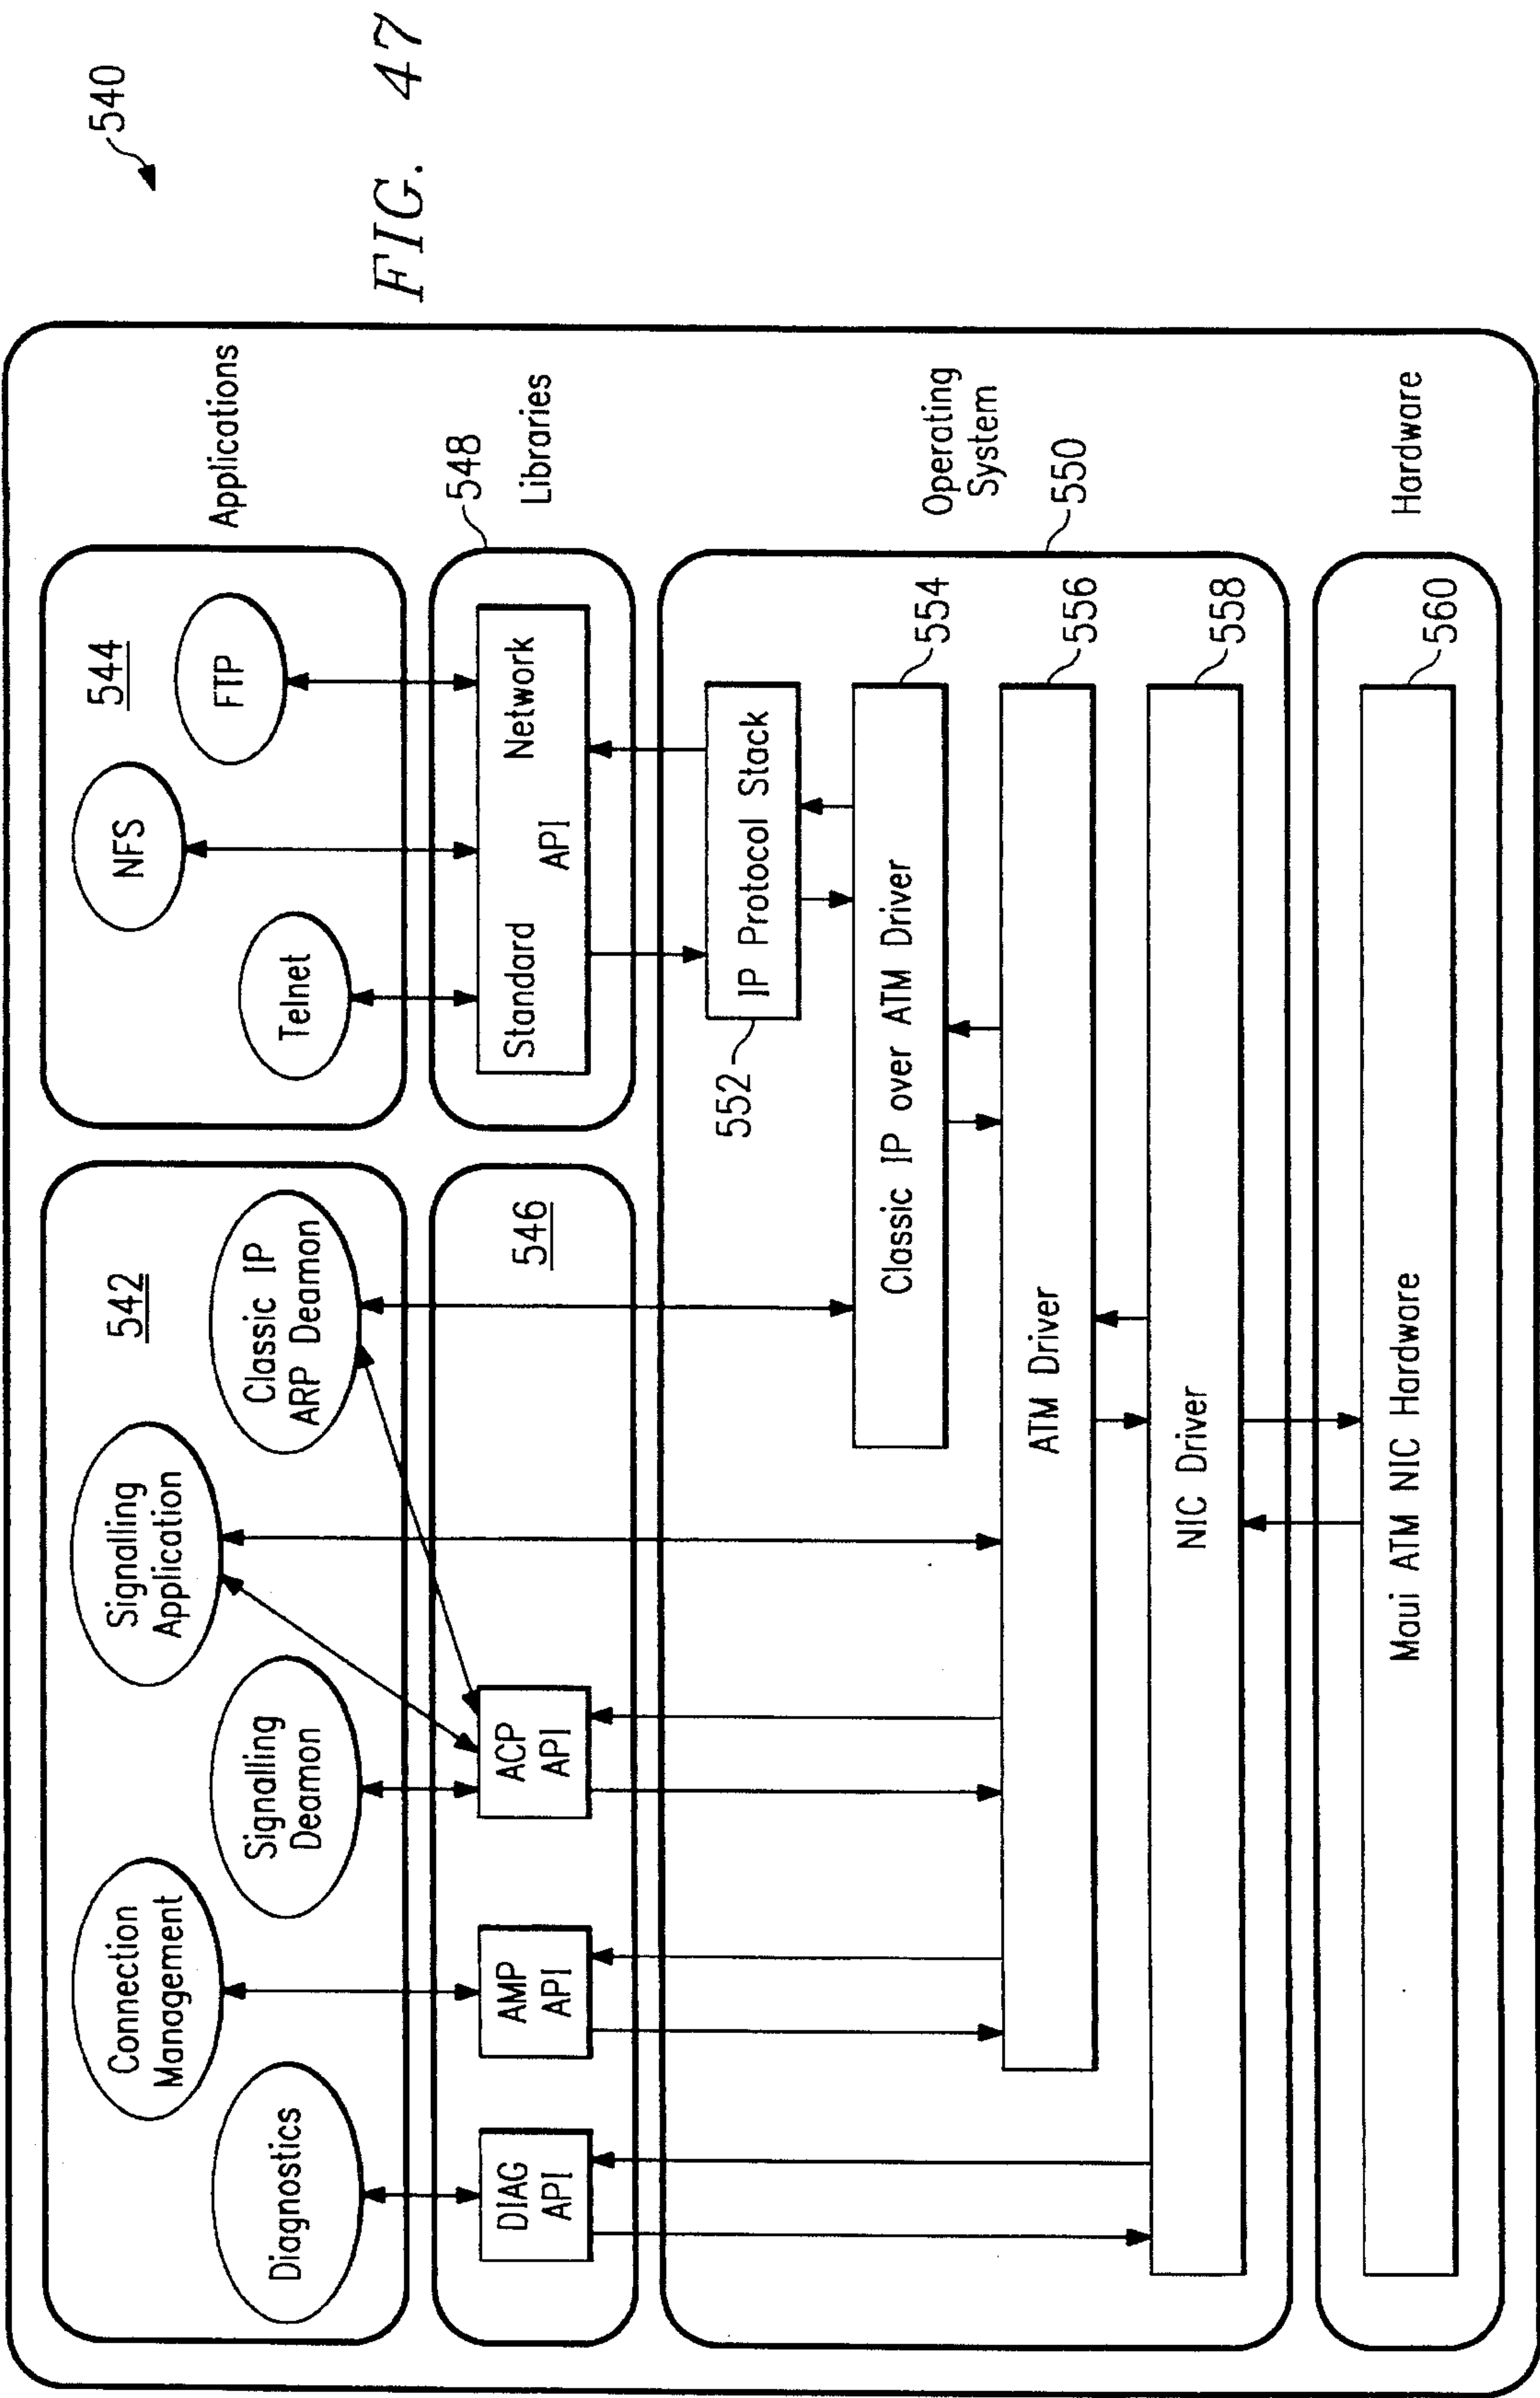 540
FIG. 47
Applications
542
544
Diagnostics
Connection
Management
Signalling
Deamon
Signalling
Application
Classic IP
ARP Deamon
Telnet
NFS
FTP
548
Libraries
546
DIAG
API
AMP
API
ACP
API
Standard Network
API
Operating
System
550
552
IP Protocol Stack
554
Classic IP over ATM Driver
556
ATM Driver
558
NIC Driver
Hardware
560
Maui ATM NIC Hardware